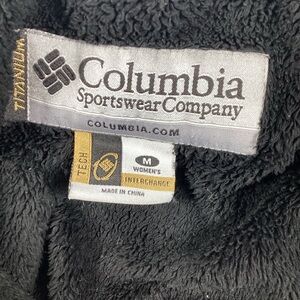 TITANIUM
Columbia
Sportswear Company
COLUMBIA.COM
TECH
M
WOMEN'S
INTERCHANGE
MADE IN CHINA